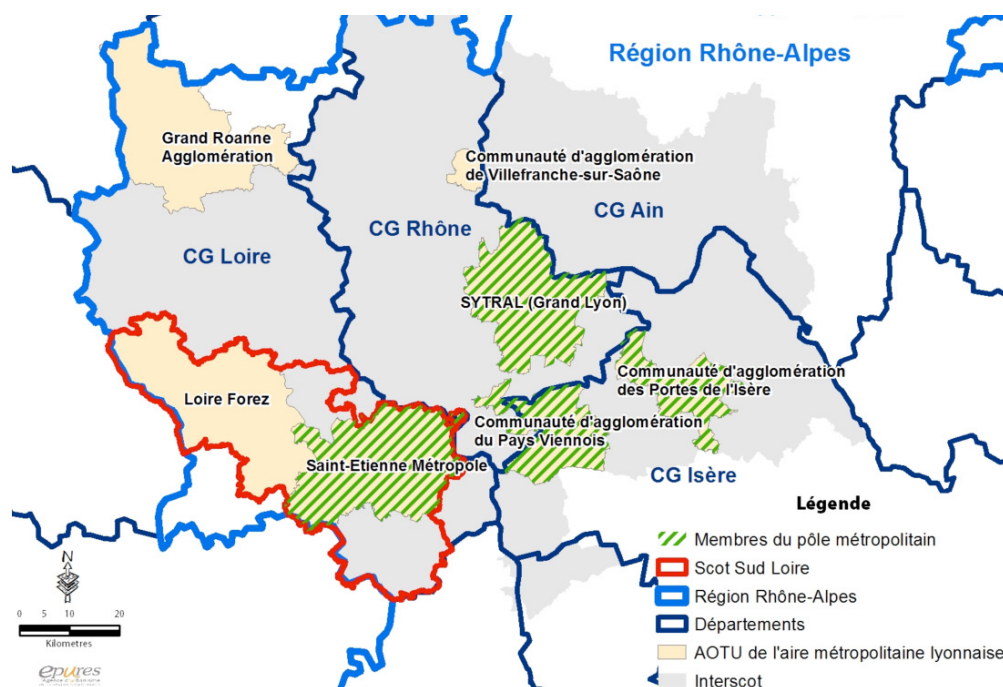 Région Rhône-Alpes
Grand Roanne
Agglomération
Communauté d'agglomération
de Villefranche-sur-Saône
CG Ain
CG Rhône
CG Loire
SYTRAL (Grand Lyon)
Communauté d'agglomération
des Portes de l'Isère
Loire Forez
Communauté d'agglomération
du Pays Viennois
Saint-Etienne Métropole
CG Isère
Légende
Membres du pôle métropolitain
Scot Sud Loire
Région Rhône-Alpes
Départements
AOTU de l'aire métropolitaine lyonnaise
Interscot
N
0 5 10 20
Kilometres
epures